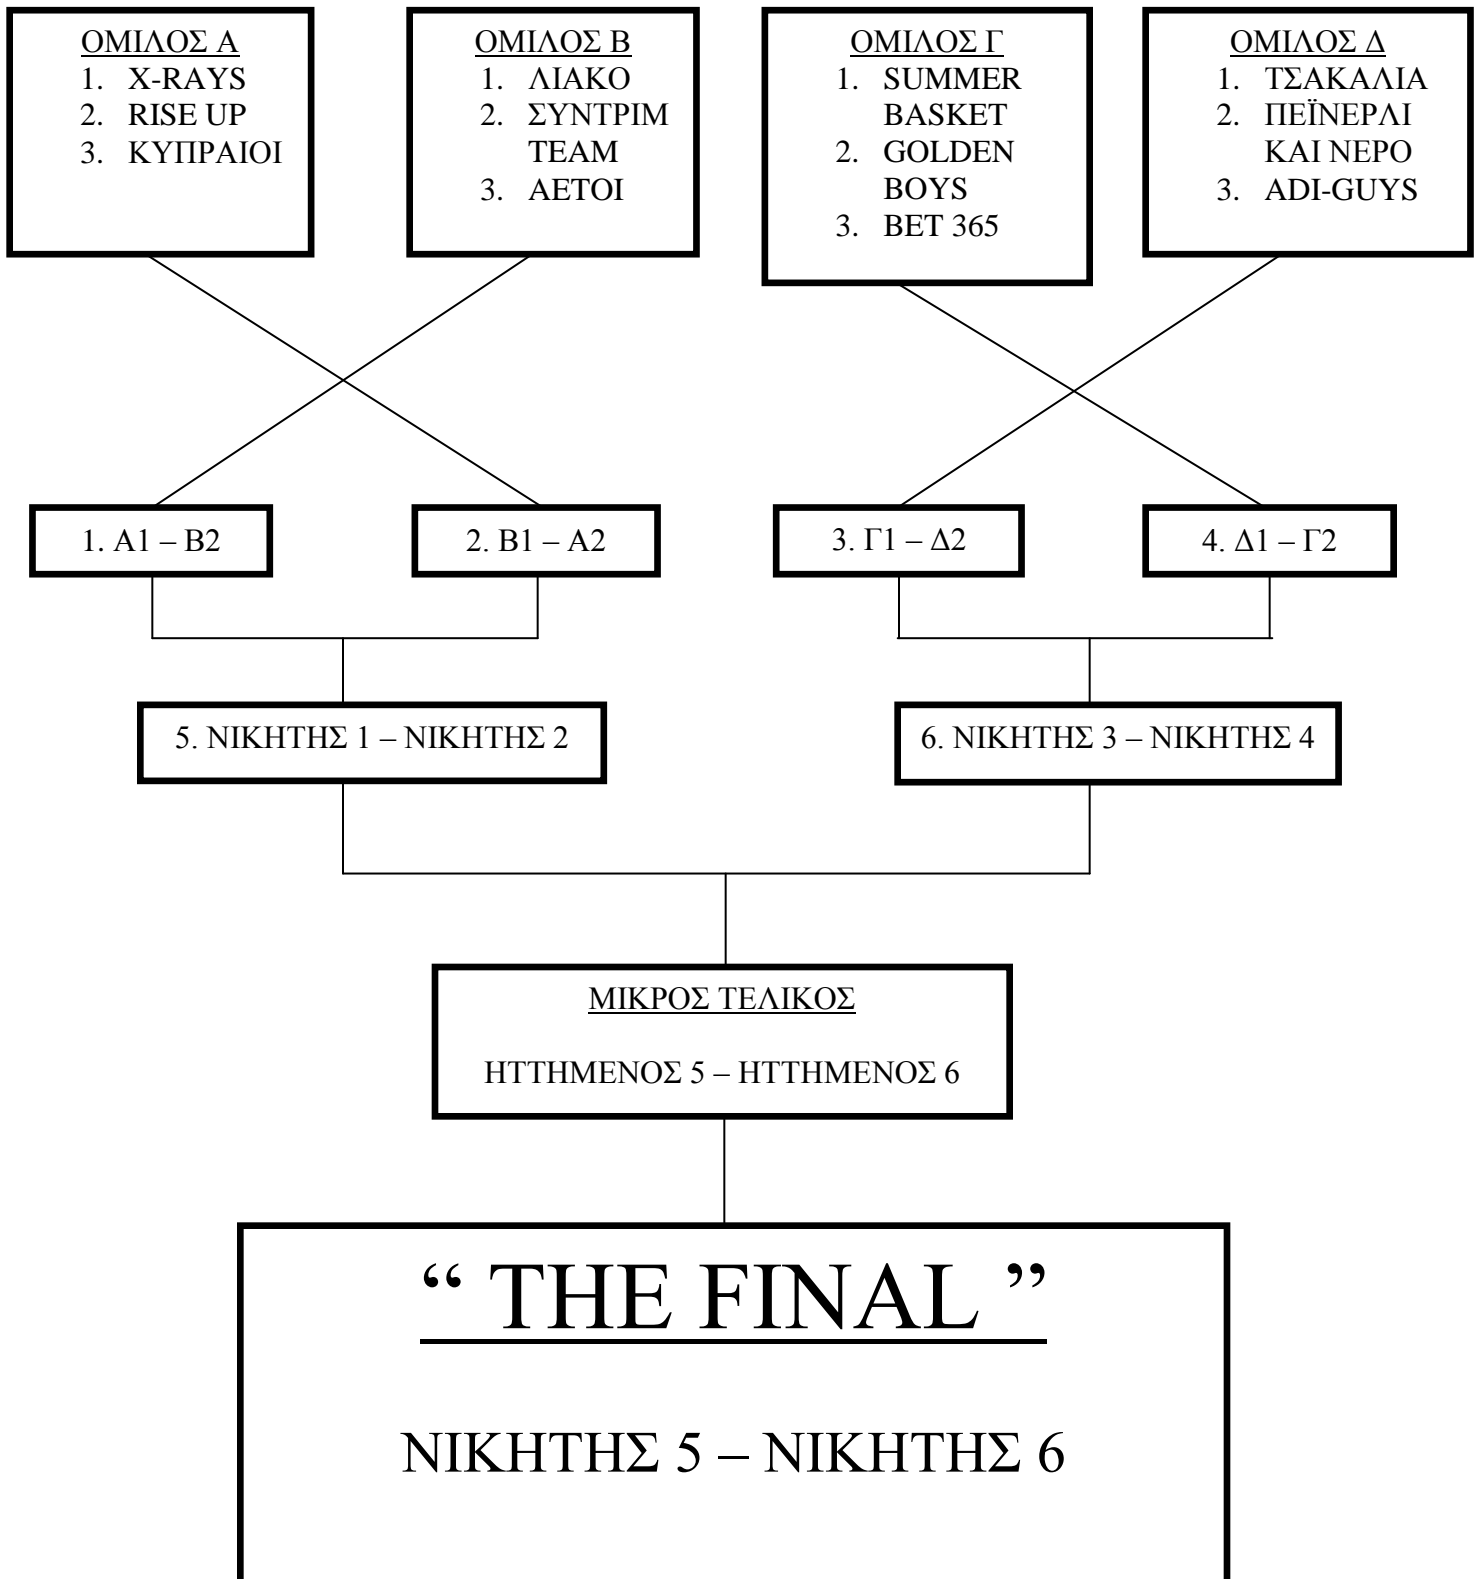 ΟΜΙΛΟΣ Α
1. X-RAYS
2. RISE UP
3. ΚΥΠΡΑΙΟΙ
ΟΜΙΛΟΣ Β
1. ΛΙΑΚΟ
2. ΣΥΝΤΡΙΜ
TEAM
3. ΑΕΤΟΙ
ΟΜΙΛΟΣ Γ
1. SUMMER
BASKET
2. GOLDEN
BOYS
3. BET 365
ΟΜΙΛΟΣ Δ
1. ΤΣΑΚΑΛΙΑ
2. ΠΕΪΝΕΡΛΙ
ΚΑΙ ΝΕΡΟ
3. ADI-GUYS
1. Α1 – Β2
2. Β1 – Α2
3. Γ1 – Δ2
4. Δ1 – Γ2
5. ΝΙΚΗΤΗΣ 1 – ΝΙΚΗΤΗΣ 2
6. ΝΙΚΗΤΗΣ 3 – ΝΙΚΗΤΗΣ 4
ΜΙΚΡΟΣ ΤΕΛΙΚΟΣ
ΗΤΤΗΜΕΝΟΣ 5 – ΗΤΤΗΜΕΝΟΣ 6
“ THE FINAL ”
ΝΙΚΗΤΗΣ 5 – ΝΙΚΗΤΗΣ 6